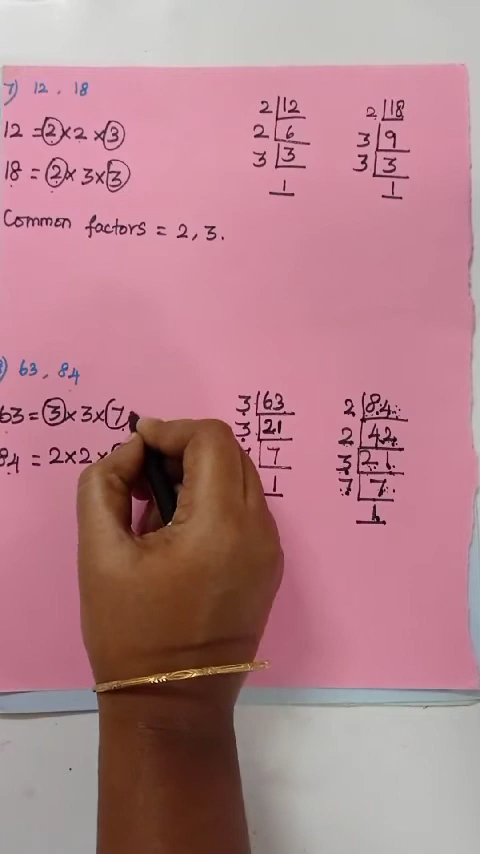 7) 12, 18
12 = 2 × 2 × 3
18 = 2 × 3 × 3
2 | 12
2 | 6
3 | 3
1
2 | 18
3 | 9
3 | 3
1
Common factors = 2, 3.
) 63, 84
63 = 3 × 3 × 7
84 = 2 × 2 ×
3 | 63
3 | 21
7
1
2 | 84
2 | 42
3 | 21
7 | 7
1